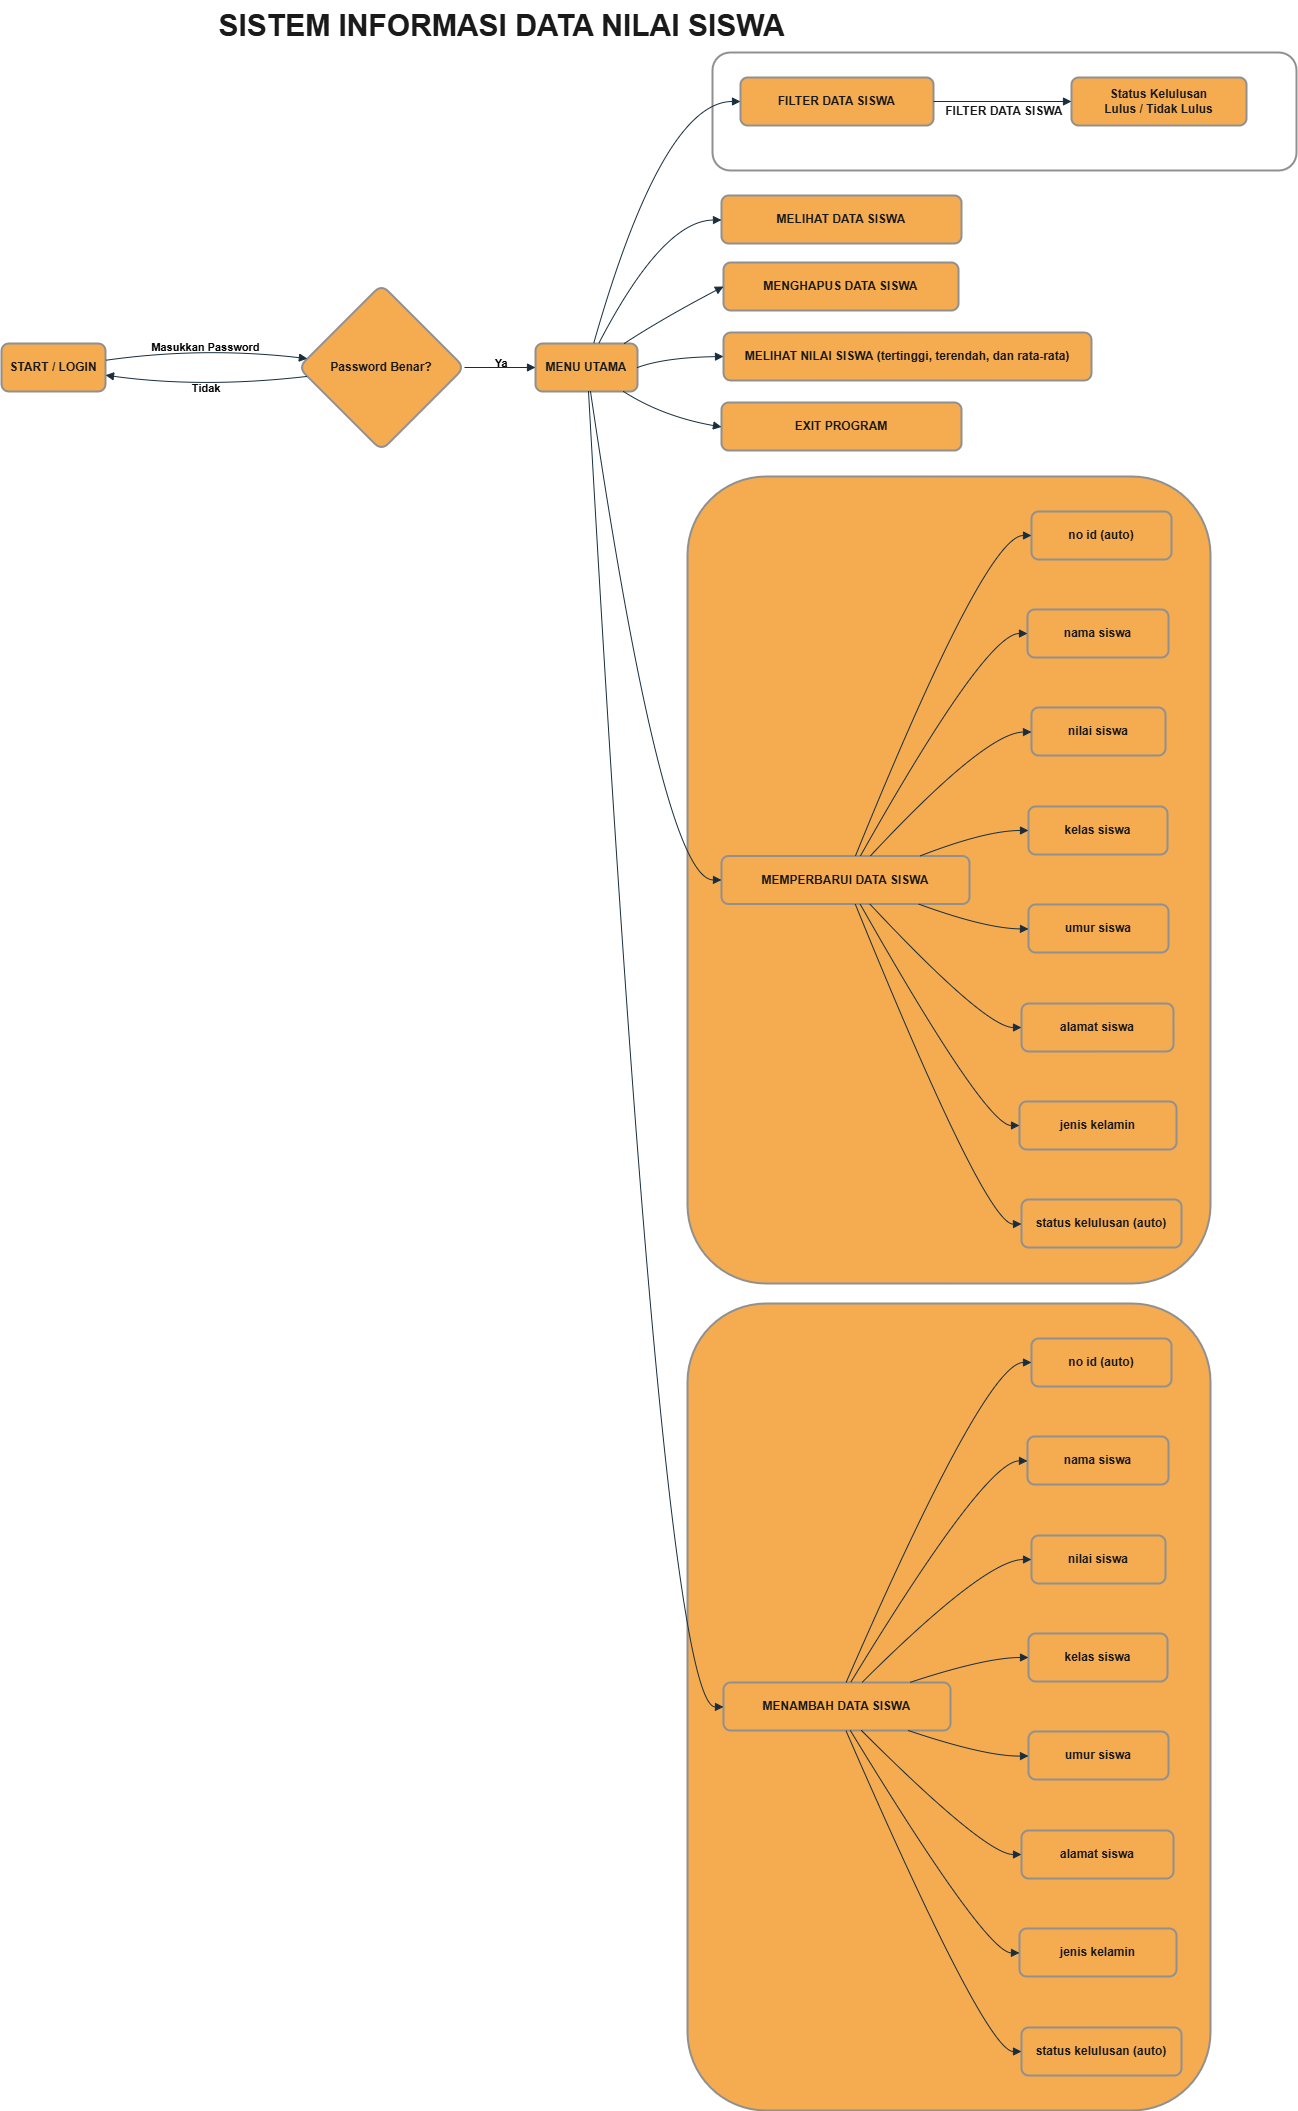 SISTEM INFORMASI DATA NILAI SISWA
FILTER DATA SISWA
FILTER DATA SISWA
Status Kelulusan
Lulus / Tidak Lulus
MELIHAT DATA SISWA
MENGHAPUS DATA SISWA
START / LOGIN
Masukkan Password
Tidak
Password Benar?
Ya
MENU UTAMA
MELIHAT NILAI SISWA (tertinggi, terendah, dan rata-rata)
EXIT PROGRAM
no id (auto)
nama siswa
nilai siswa
kelas siswa
MEMPERBARUI DATA SISWA
umur siswa
alamat siswa
jenis kelamin
status kelulusan (auto)
no id (auto)
nama siswa
nilai siswa
kelas siswa
MENAMBAH DATA SISWA
umur siswa
alamat siswa
jenis kelamin
status kelulusan (auto)